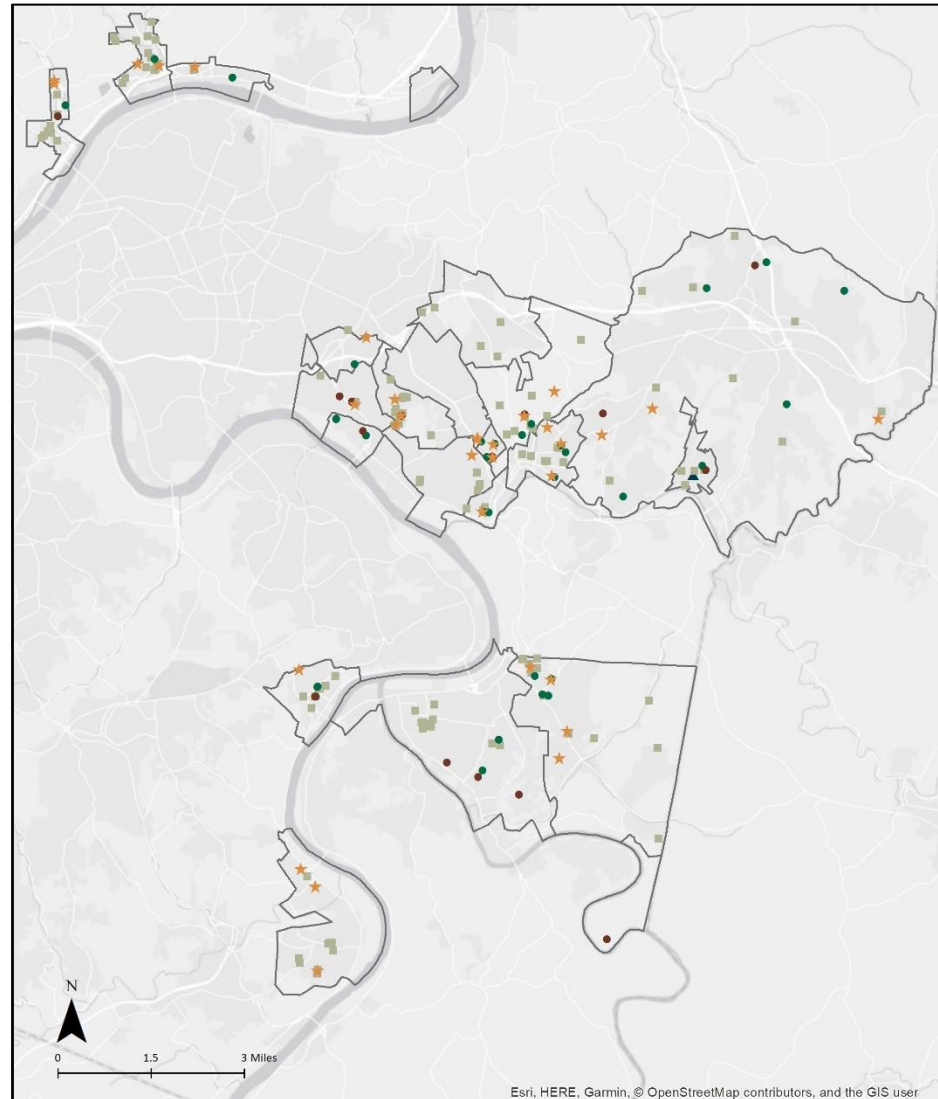 N
0 1.5 3 Miles
Esri, HERE, Garmin, © OpenStreetMap contributors, and the GIS user